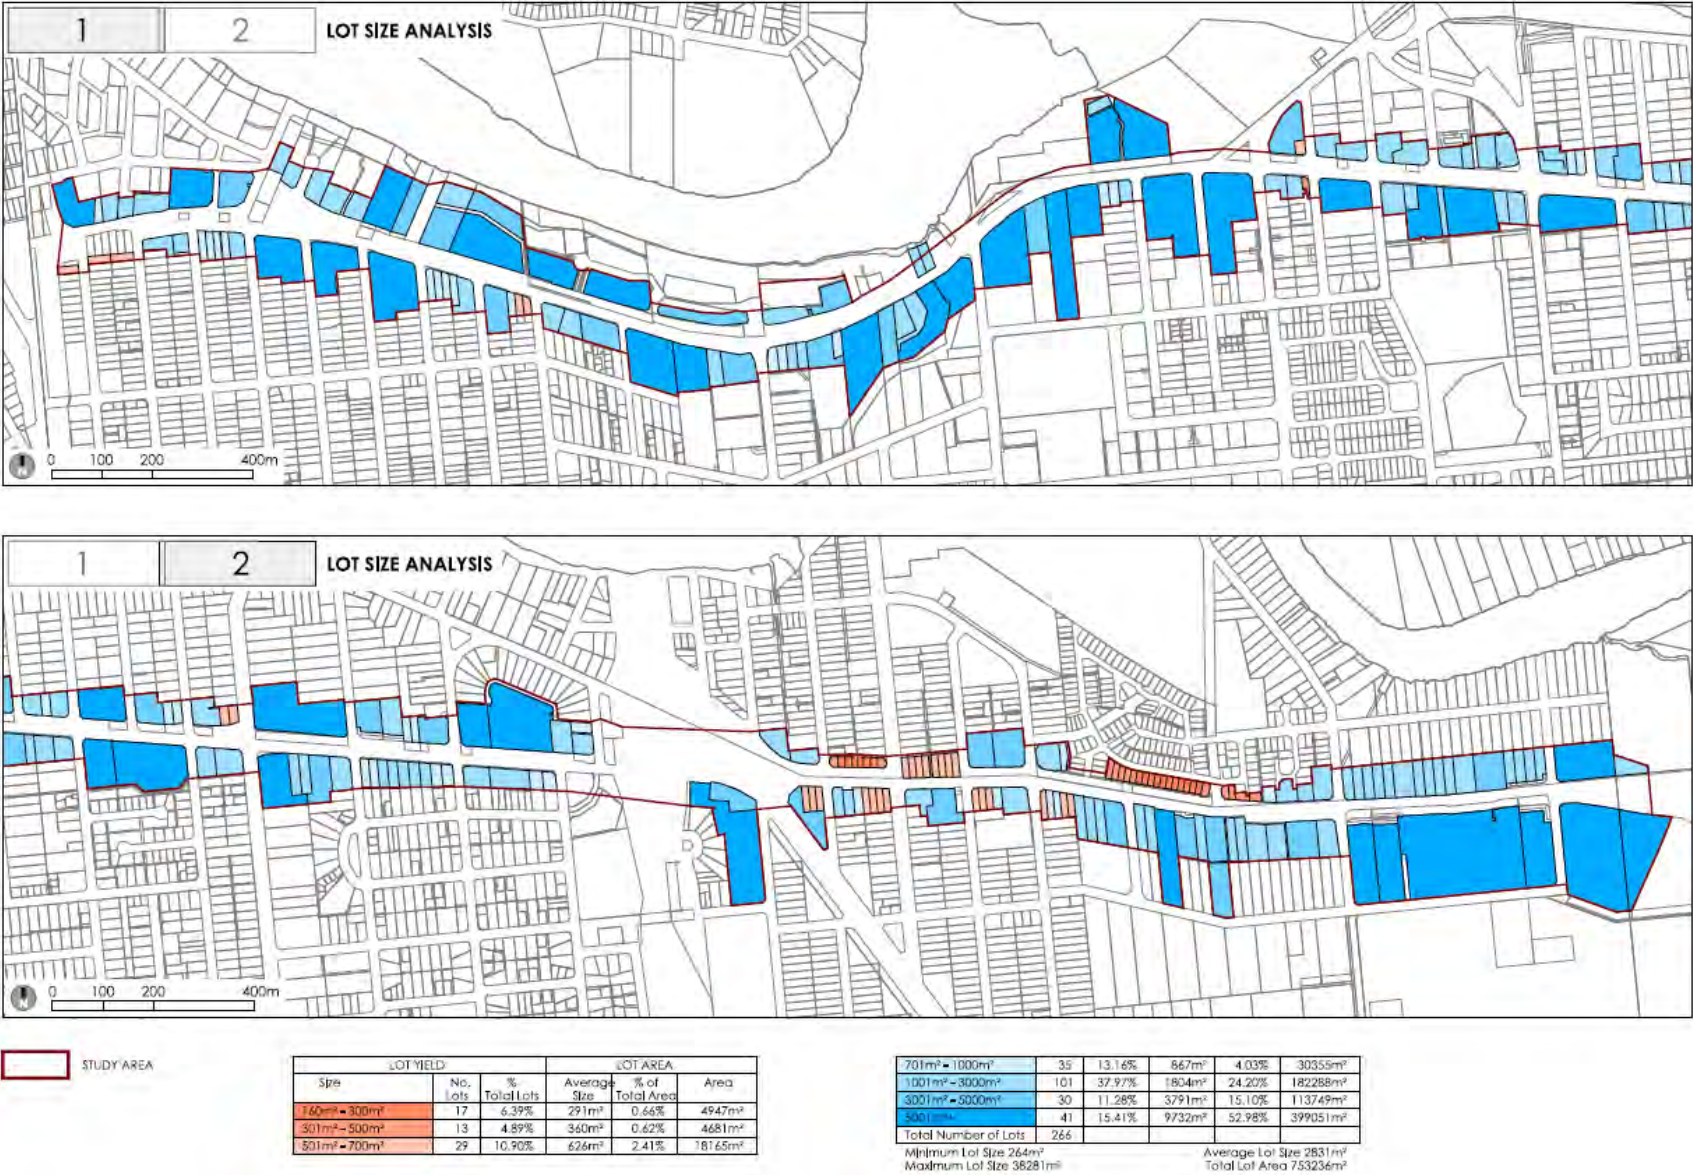 1 2 LOT SIZE ANALYSIS
N 0 100 200 400m
1 2 LOT SIZE ANALYSIS
N 0 100 200 400m
STUDY AREA
LOT YIELD LOT AREA
Size No. Lots % Total Lots Average Size % of Total Area Area
160m² - 300m² 17 6.39% 291m² 0.66% 4947m²
301m² - 500m² 13 4.89% 360m² 0.62% 4681m²
501m² - 700m² 29 10.90% 626m² 2.41% 18165m²
701m² - 1000m² 35 13.16% 867m² 4.03% 30355m²
1001m² - 3000m² 101 37.97% 1804m² 24.20% 182288m²
3001m² - 5000m² 30 11.28% 3791m² 15.10% 113749m²
41 15.41% 9732m² 52.98% 399051m²
Total Number of Lots 266
Minimum Lot Size 264m² Average Lot Size 2831m²
Maximum Lot Size 38281m² Total Lot Area 753236m²